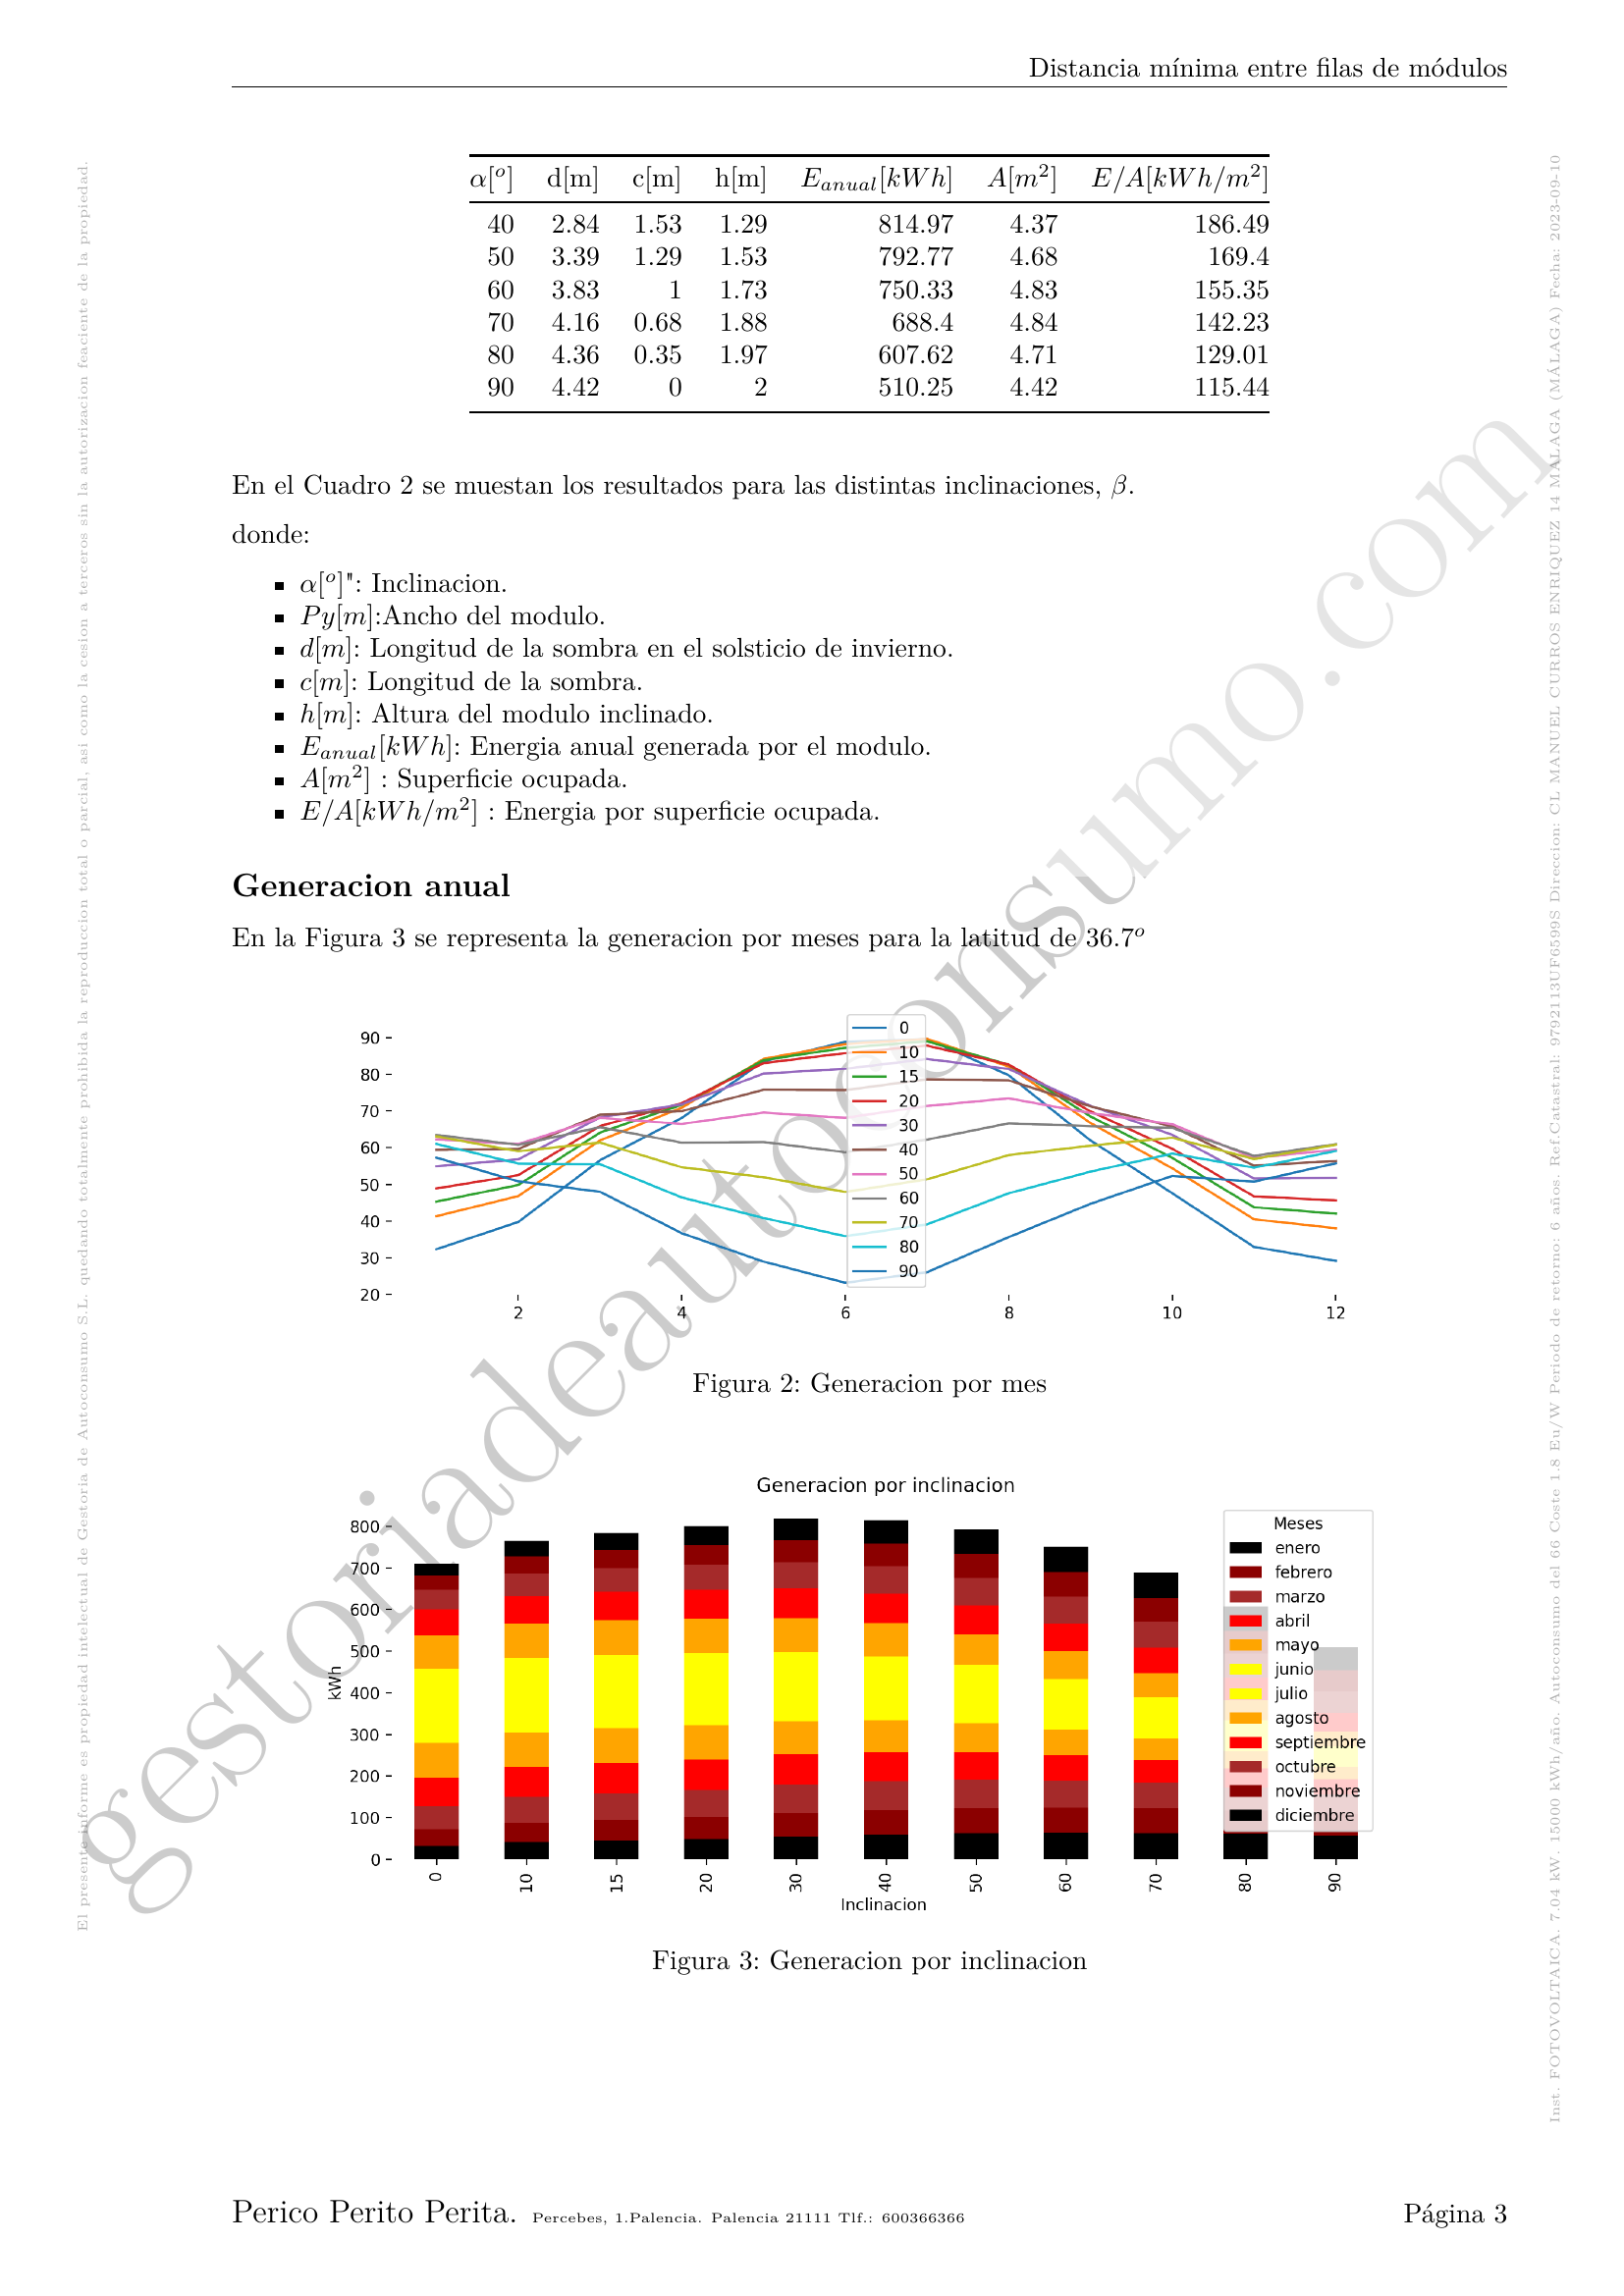 Distancia mínima entre filas de módulos
α[º] d[m] c[m] h[m] E_anual[kWh] A[m²] E/A[kWh/m²]
40 2.84 1.53 1.29 814.97 4.37 186.49
50 3.39 1.29 1.53 792.77 4.68 169.4
60 3.83 1 1.73 750.33 4.83 155.35
70 4.16 0.68 1.88 688.4 4.84 142.23
80 4.36 0.35 1.97 607.62 4.71 129.01
90 4.42 0 2 510.25 4.42 115.44
En el Cuadro 2 se muestan los resultados para las distintas inclinaciones, β.
donde:
▪ α[º]": Inclinacion.
▪ Py[m]:Ancho del modulo.
▪ d[m]: Longitud de la sombra en el solsticio de invierno.
▪ c[m]: Longitud de la sombra.
▪ h[m]: Altura del modulo inclinado.
▪ E_anual[kWh]: Energia anual generada por el modulo.
▪ A[m²] : Superficie ocupada.
▪ E/A[kWh/m²] : Energia por superficie ocupada.
Generacion anual
En la Figura 3 se representa la generacion por meses para la latitud de 36.7º
90
80
70
60
50
40
30
20
2 4 6 8 10 12
0
10
15
20
30
40
50
60
70
80
90
Figura 2: Generacion por mes
Generacion por inclinacion
800
700
600
500
400
300
200
100
0
kWh
0 10 15 20 30 40 50 60 70 80 90
Inclinacion
Meses
enero
febrero
marzo
abril
mayo
junio
julio
agosto
septiembre
octubre
noviembre
diciembre
Figura 3: Generacion por inclinacion
Perico Perito Perita. Percebes, 1.Palencia. Palencia 21111 Tlf.: 600366366
Página 3
El presente informe es propiedad intelectual de Gestoria de Autoconsumo S.L. quedando totalmente prohibida la reproduccion total o parcial, asi como la cesion a terceros sin la autorizacion feaciente de la propiedad.
Inst. FOTOVOLTAICA. 7.04 kW. 15000 kWh/año. Autoconsumo del 66 Coste 1.8 Eu/W Periodo de retorno: 6 años. Ref.Catastral: 9792113UF6599S Direccion: CL MANUEL CURROS ENRIQUEZ 14 MALAGA (MÁLAGA) Fecha: 2023-09-10
gestoriadeautoconsumo.com